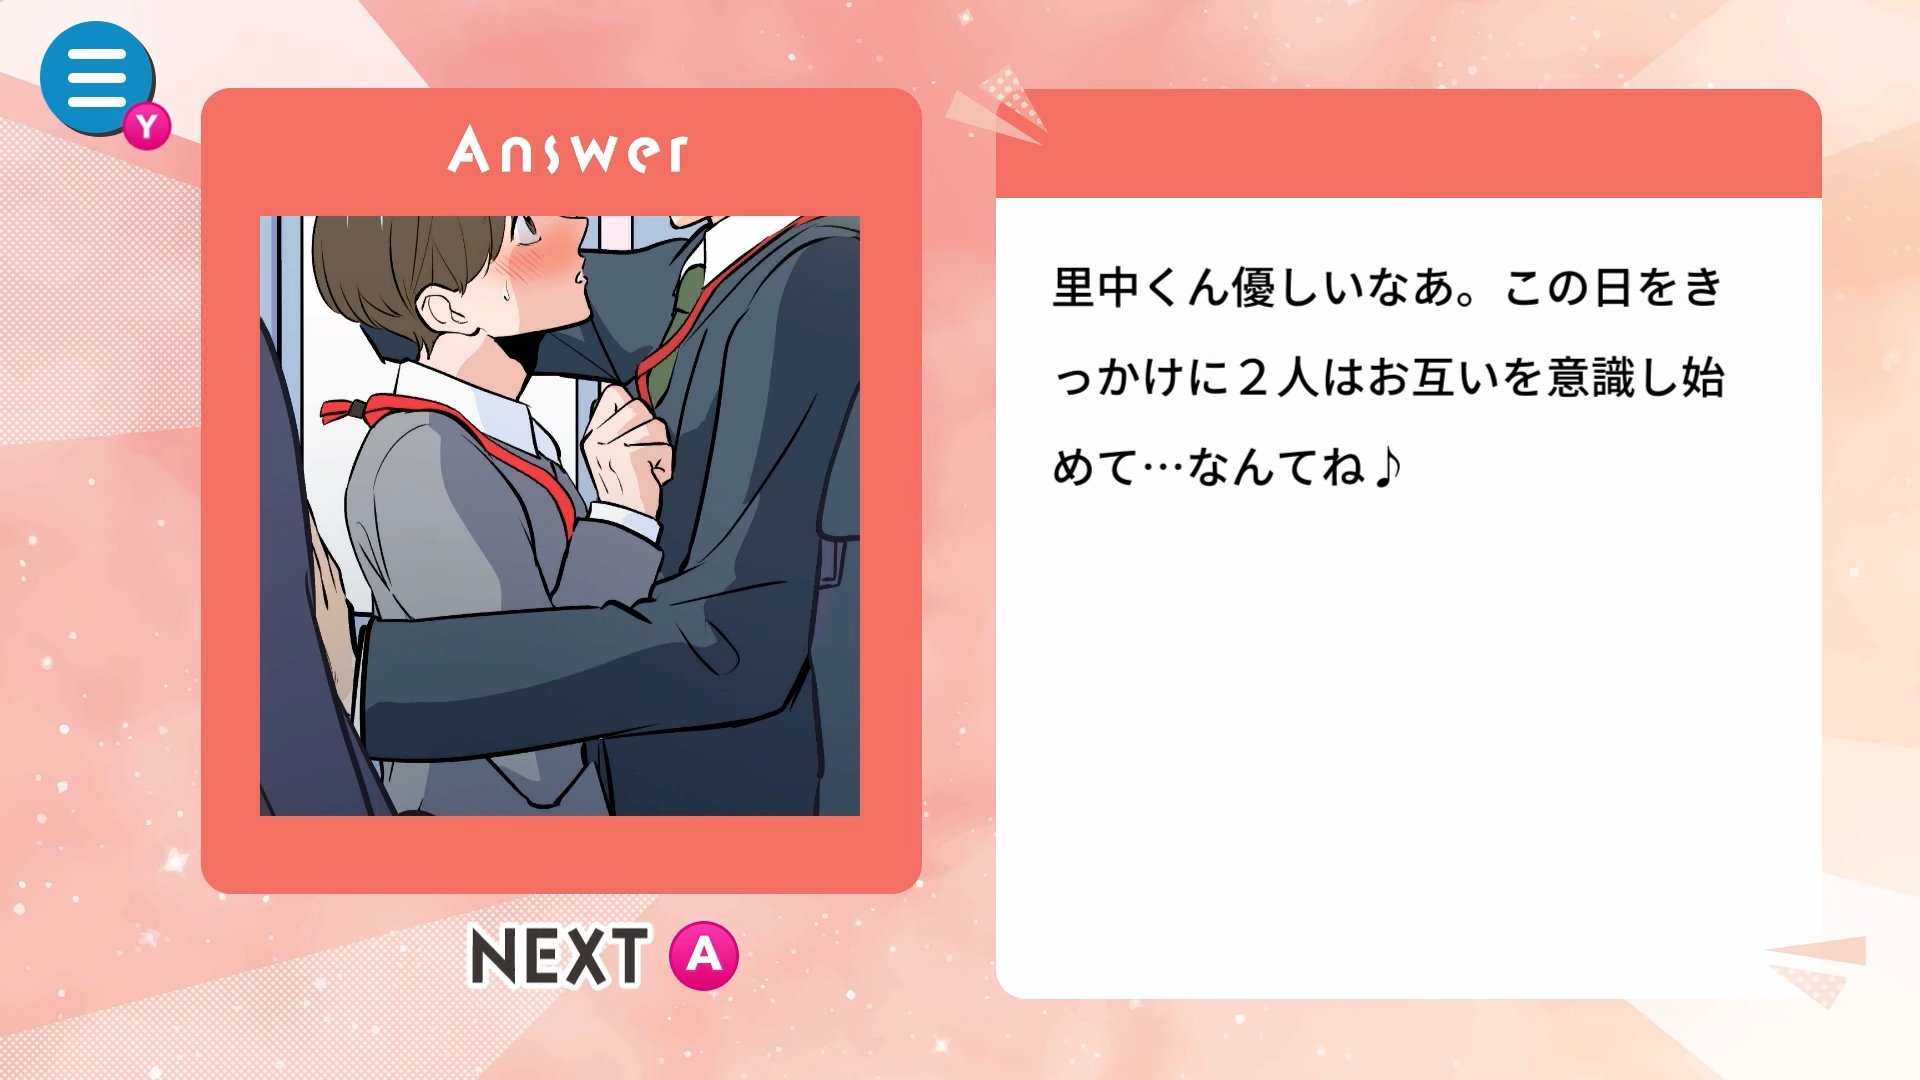 Y
Answer
里中くん優しいなあ。この日をき
っかけに２人はお互いを意識し始
めて…なんてね♪
NEXT A